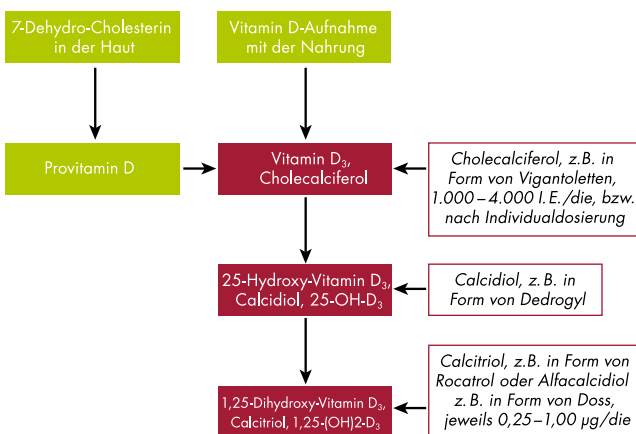 7-Dehydro-Cholesterin
in der Haut
Vitamin D-Aufnahme
mit der Nahrung
Provitamin D
Vitamin D₃,
Cholecalciferol
Cholecalciferol, z.B. in
Form von Vigantoletten,
1.000–4.000 I.E./die, bzw.
nach Individualdosierung
25-Hydroxy-Vitamin D₃,
Calcidiol, 25-OH-D₃
Calcidiol, z.B. in
Form von Dedrogyl
1,25-Dihydroxy-Vitamin D₃,
Calcitriol, 1,25-(OH)2-D₃
Calcitriol, z.B. in Form von
Rocatrol oder Alfacalcidiol
z.B. in Form von Doss,
jeweils 0,25–1,00 µg/die